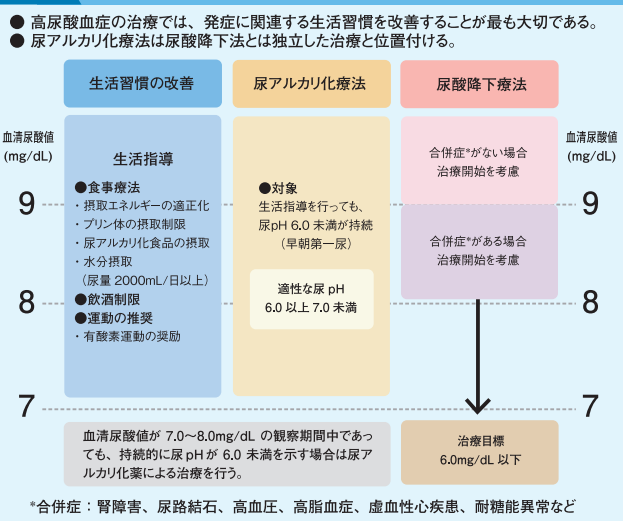 ● 高尿酸血症の治療では、発症に関連する生活習慣を改善することが最も大切である。
● 尿アルカリ化療法は尿酸降下法とは独立した治療と位置付ける。
生活習慣の改善
尿アルカリ化療法
尿酸降下療法
血清尿酸値
(mg/dL)
9
8
7
生活指導
●食事療法
・摂取エネルギーの適正化
・プリン体の摂取制限
・尿アルカリ化食品の摂取
・水分摂取
（尿量 2000mL/日以上）
●飲酒制限
●運動の推奨
・有酸素運動の奨励
●対象
生活指導を行っても、
尿pH 6.0 未満が持続
（早朝第一尿）
適性な尿 pH
6.0 以上 7.0 未満
合併症*がない場合
治療開始を考慮
合併症*がある場合
治療開始を考慮
血清尿酸値
(mg/dL)
9
8
7
血清尿酸値が 7.0〜8.0mg/dL の観察期間中であっ
ても、持続的に尿pHが 6.0 未満を示す場合は尿ア
ルカリ化薬による治療を行う。
治療目標
6.0mg/dL 以下
*合併症：腎障害、尿路結石、高血圧、高脂血症、虚血性心疾患、耐糖能異常など